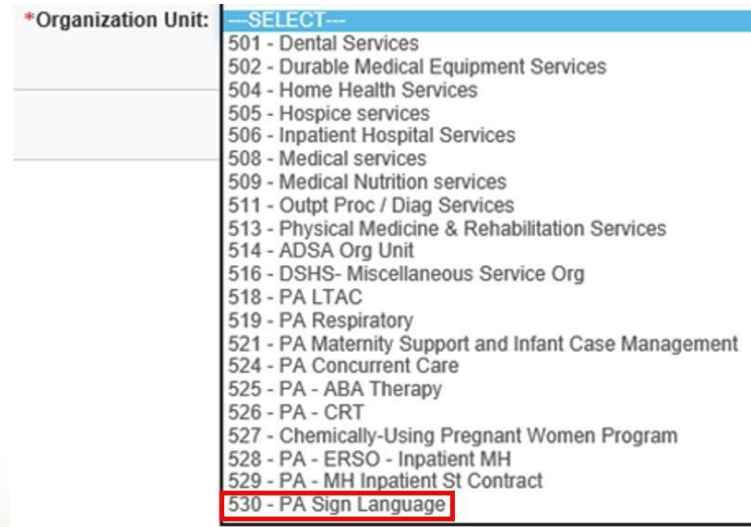 *Organization Unit:
---SELECT---
501 - Dental Services
502 - Durable Medical Equipment Services
504 - Home Health Services
505 - Hospice services
506 - Inpatient Hospital Services
508 - Medical services
509 - Medical Nutrition services
511 - Outpt Proc / Diag Services
513 - Physical Medicine & Rehabilitation Services
514 - ADSA Org Unit
516 - DSHS- Miscellaneous Service Org
518 - PA LTAC
519 - PA Respiratory
521 - PA Maternity Support and Infant Case Management
524 - PA Concurrent Care
525 - PA - ABA Therapy
526 - PA - CRT
527 - Chemically-Using Pregnant Women Program
528 - PA - ERSO - Inpatient MH
529 - PA - MH Inpatient St Contract
530 - PA Sign Language